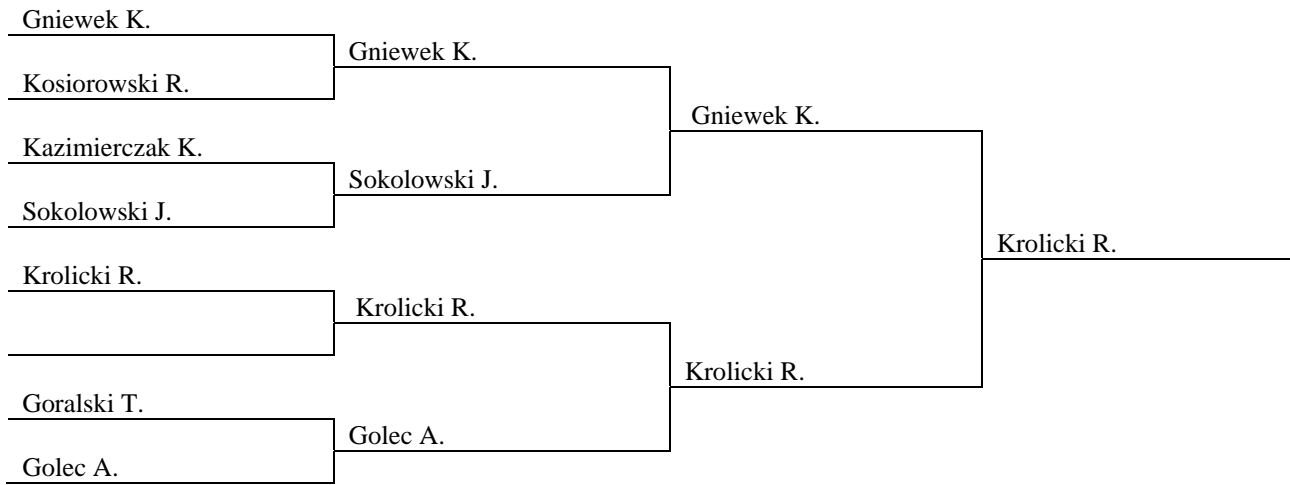 Gniewek K.
Kosiorowski R.
Kazimierczak K.
Sokolowski J.
Krolicki R.
Goralski T.
Golec A.
Gniewek K.
Sokolowski J.
Krolicki R.
Golec A.
Gniewek K.
Krolicki R.
Krolicki R.